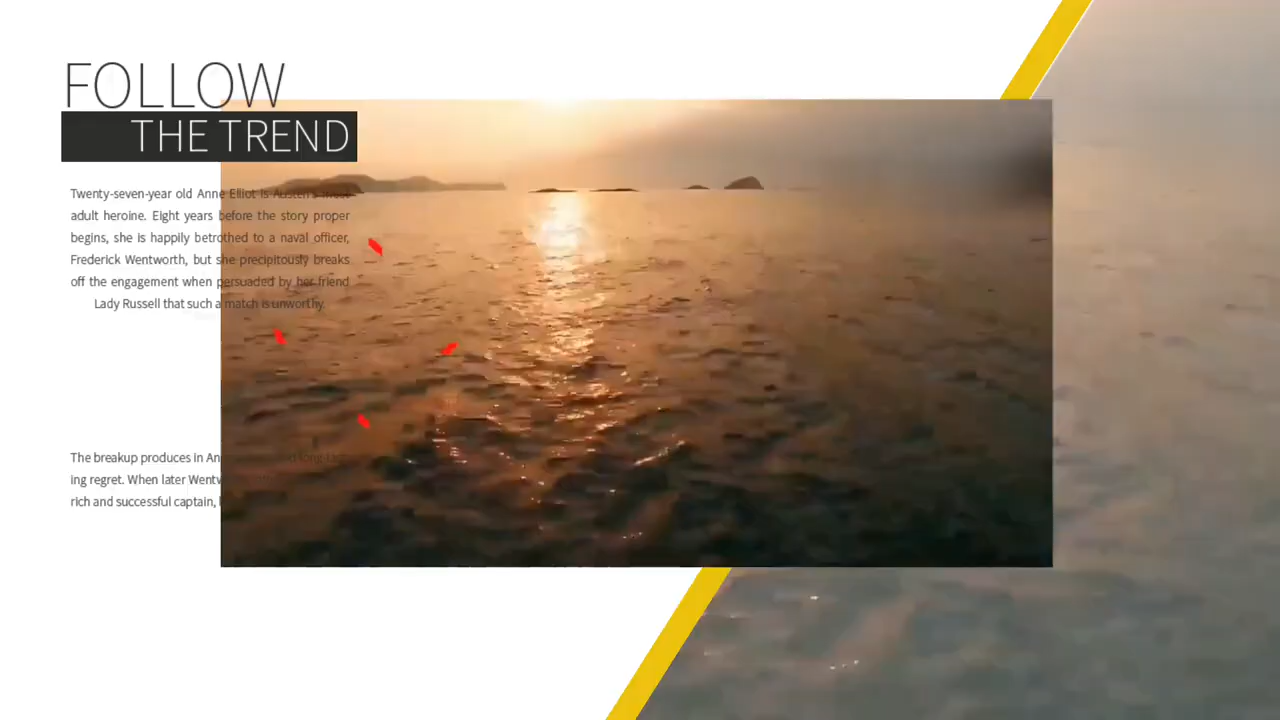 FOLLOW
THE TREND
Twenty-seven-year old Anne Elliot is Austen's most
adult heroine. Eight years before the story proper
begins, she is happily betrothed to a naval officer,
Frederick Wentworth, but she precipitously breaks
off the engagement when persuaded by her friend
Lady Russell that such a match is unworthy.
The breakup produces in long-last-
ing regret. When later
rich and successful captain,